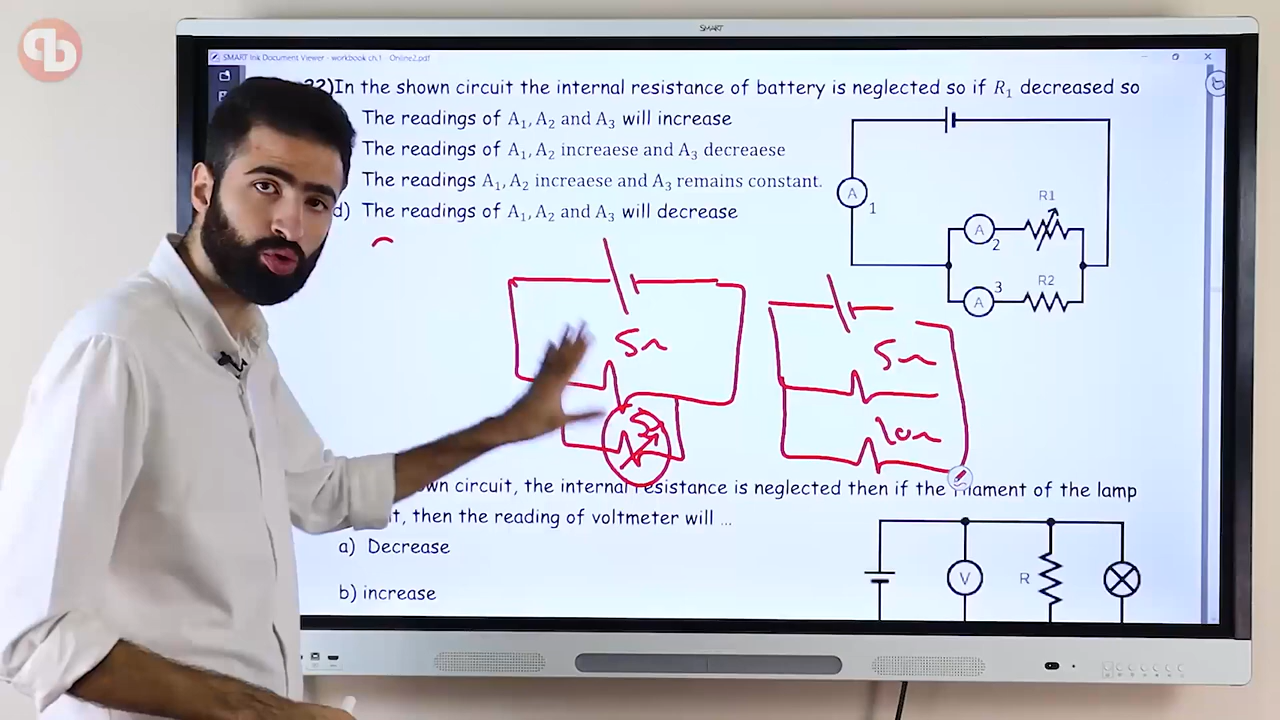 SMART
SMART Ink Document Viewer - workbook ch.1 Online2.pdf
22)In the shown circuit the internal resistance of battery is neglected so if R1 decreased so
The readings of A1, A2 and A3 will increase
The readings of A1, A2 increaese and A3 decreaese
The readings A1, A2 increaese and A3 remains constant.
d) The readings of A1, A2 and A3 will decrease
A 1
R1
A 2
R2
A 3
5Ω
5
5Ω
10Ω
wn circuit, the internal resistance is neglected then if the filament of the lamp
t, then the reading of voltmeter will ...
a) Decrease
b) increase
V
R